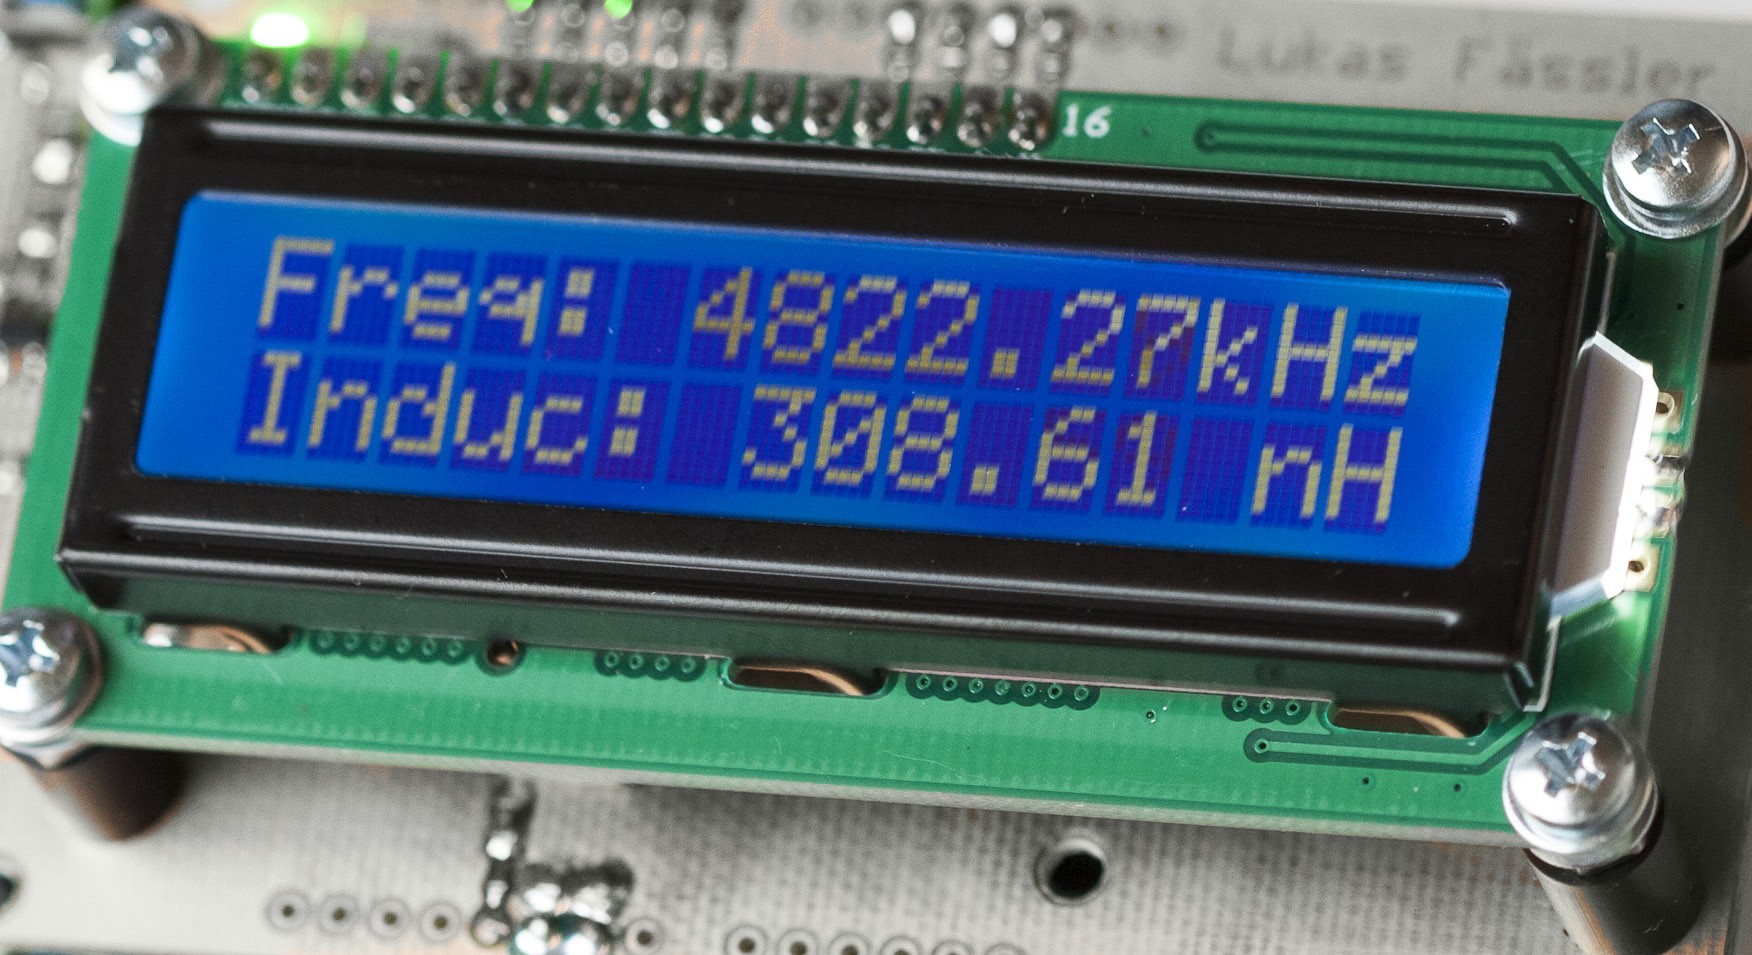 Lukas Fässler
16
Freq: 4822.27kHz
Induc: 308.61 nH